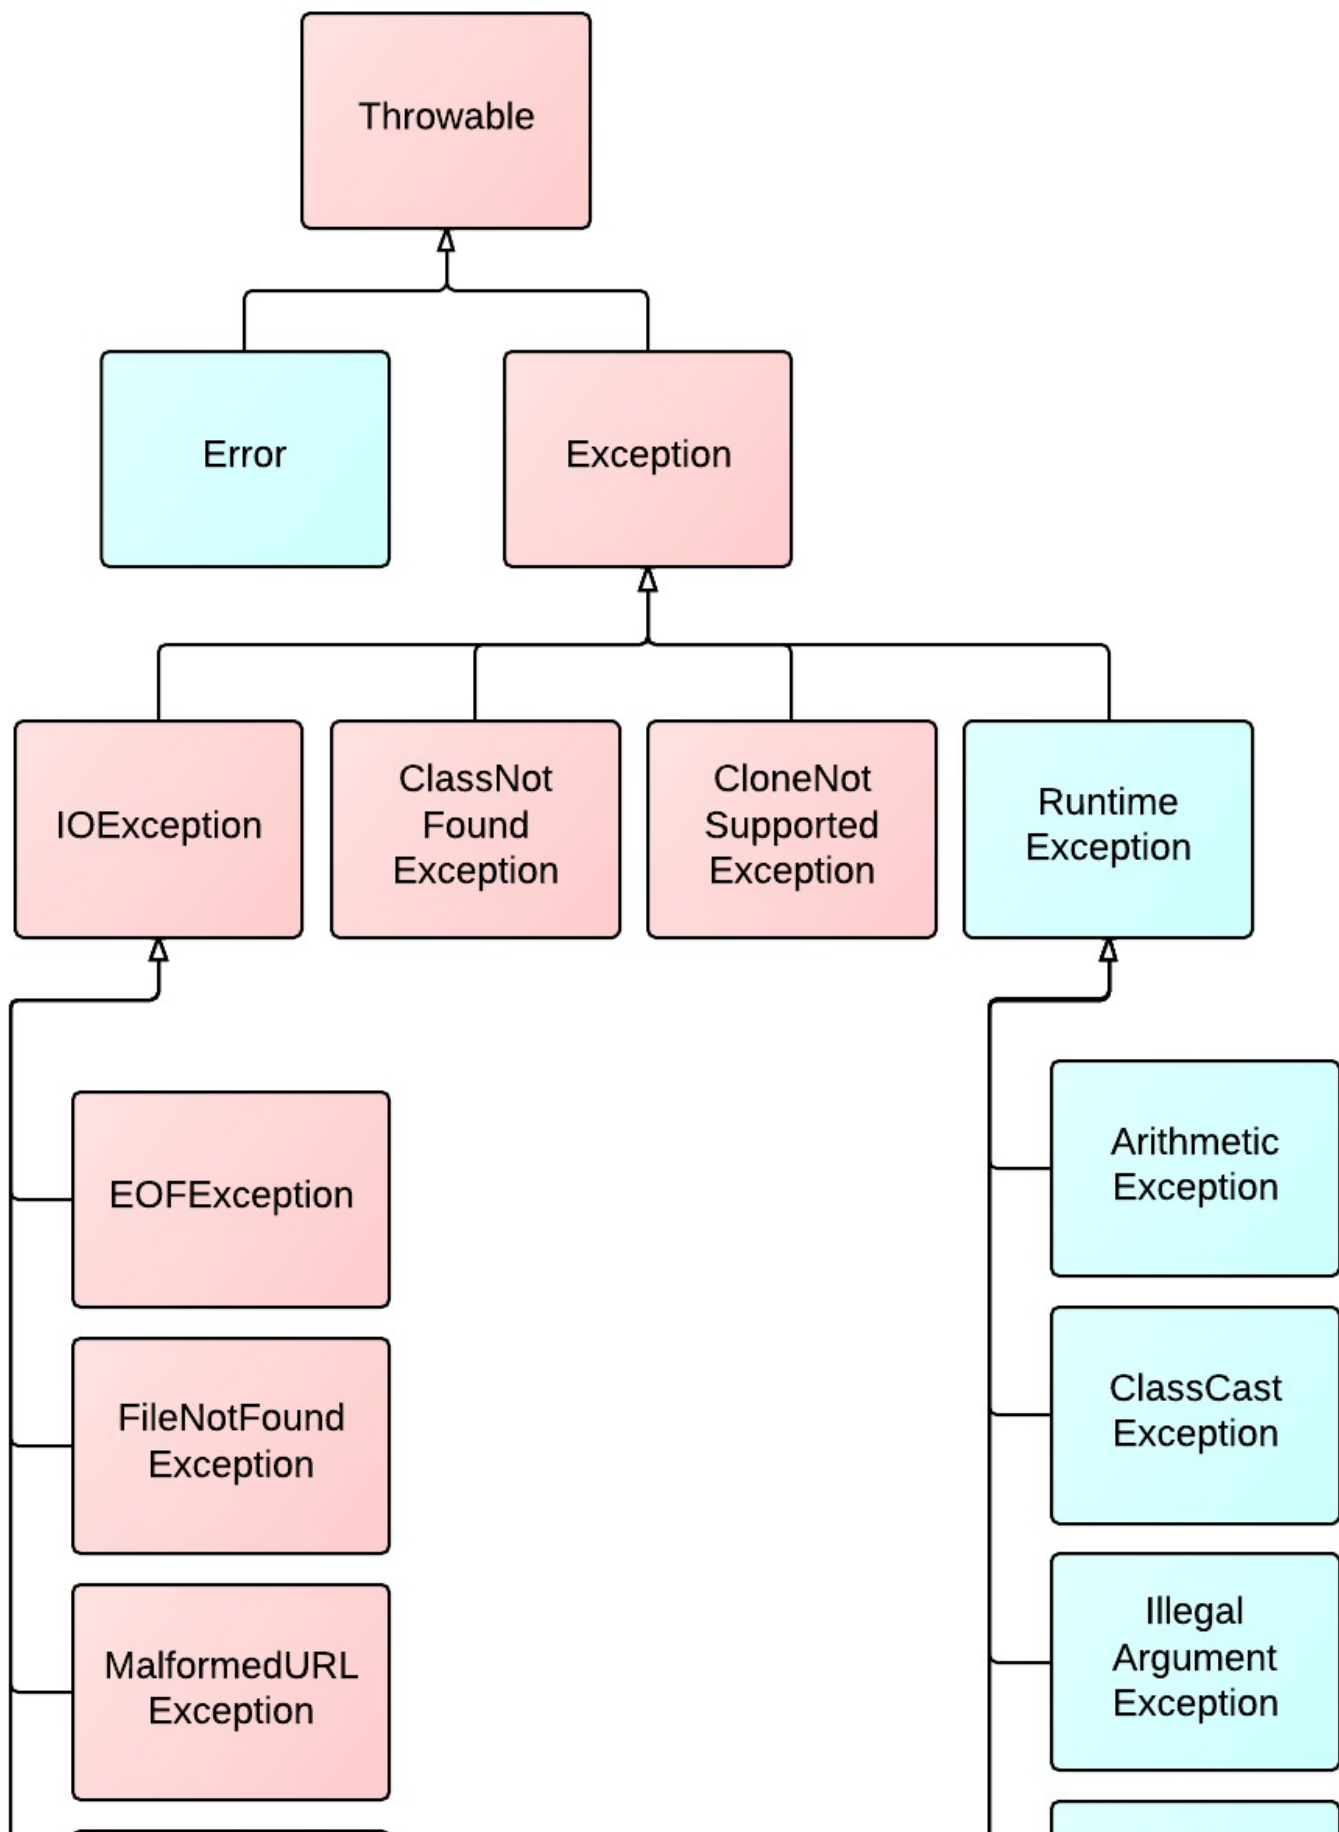 Throwable
Error
Exception
IOException
ClassNot
Found
Exception
CloneNot
Supported
Exception
Runtime
Exception
EOFException
FileNotFound
Exception
MalformedURL
Exception
Arithmetic
Exception
ClassCast
Exception
Illegal
Argument
Exception